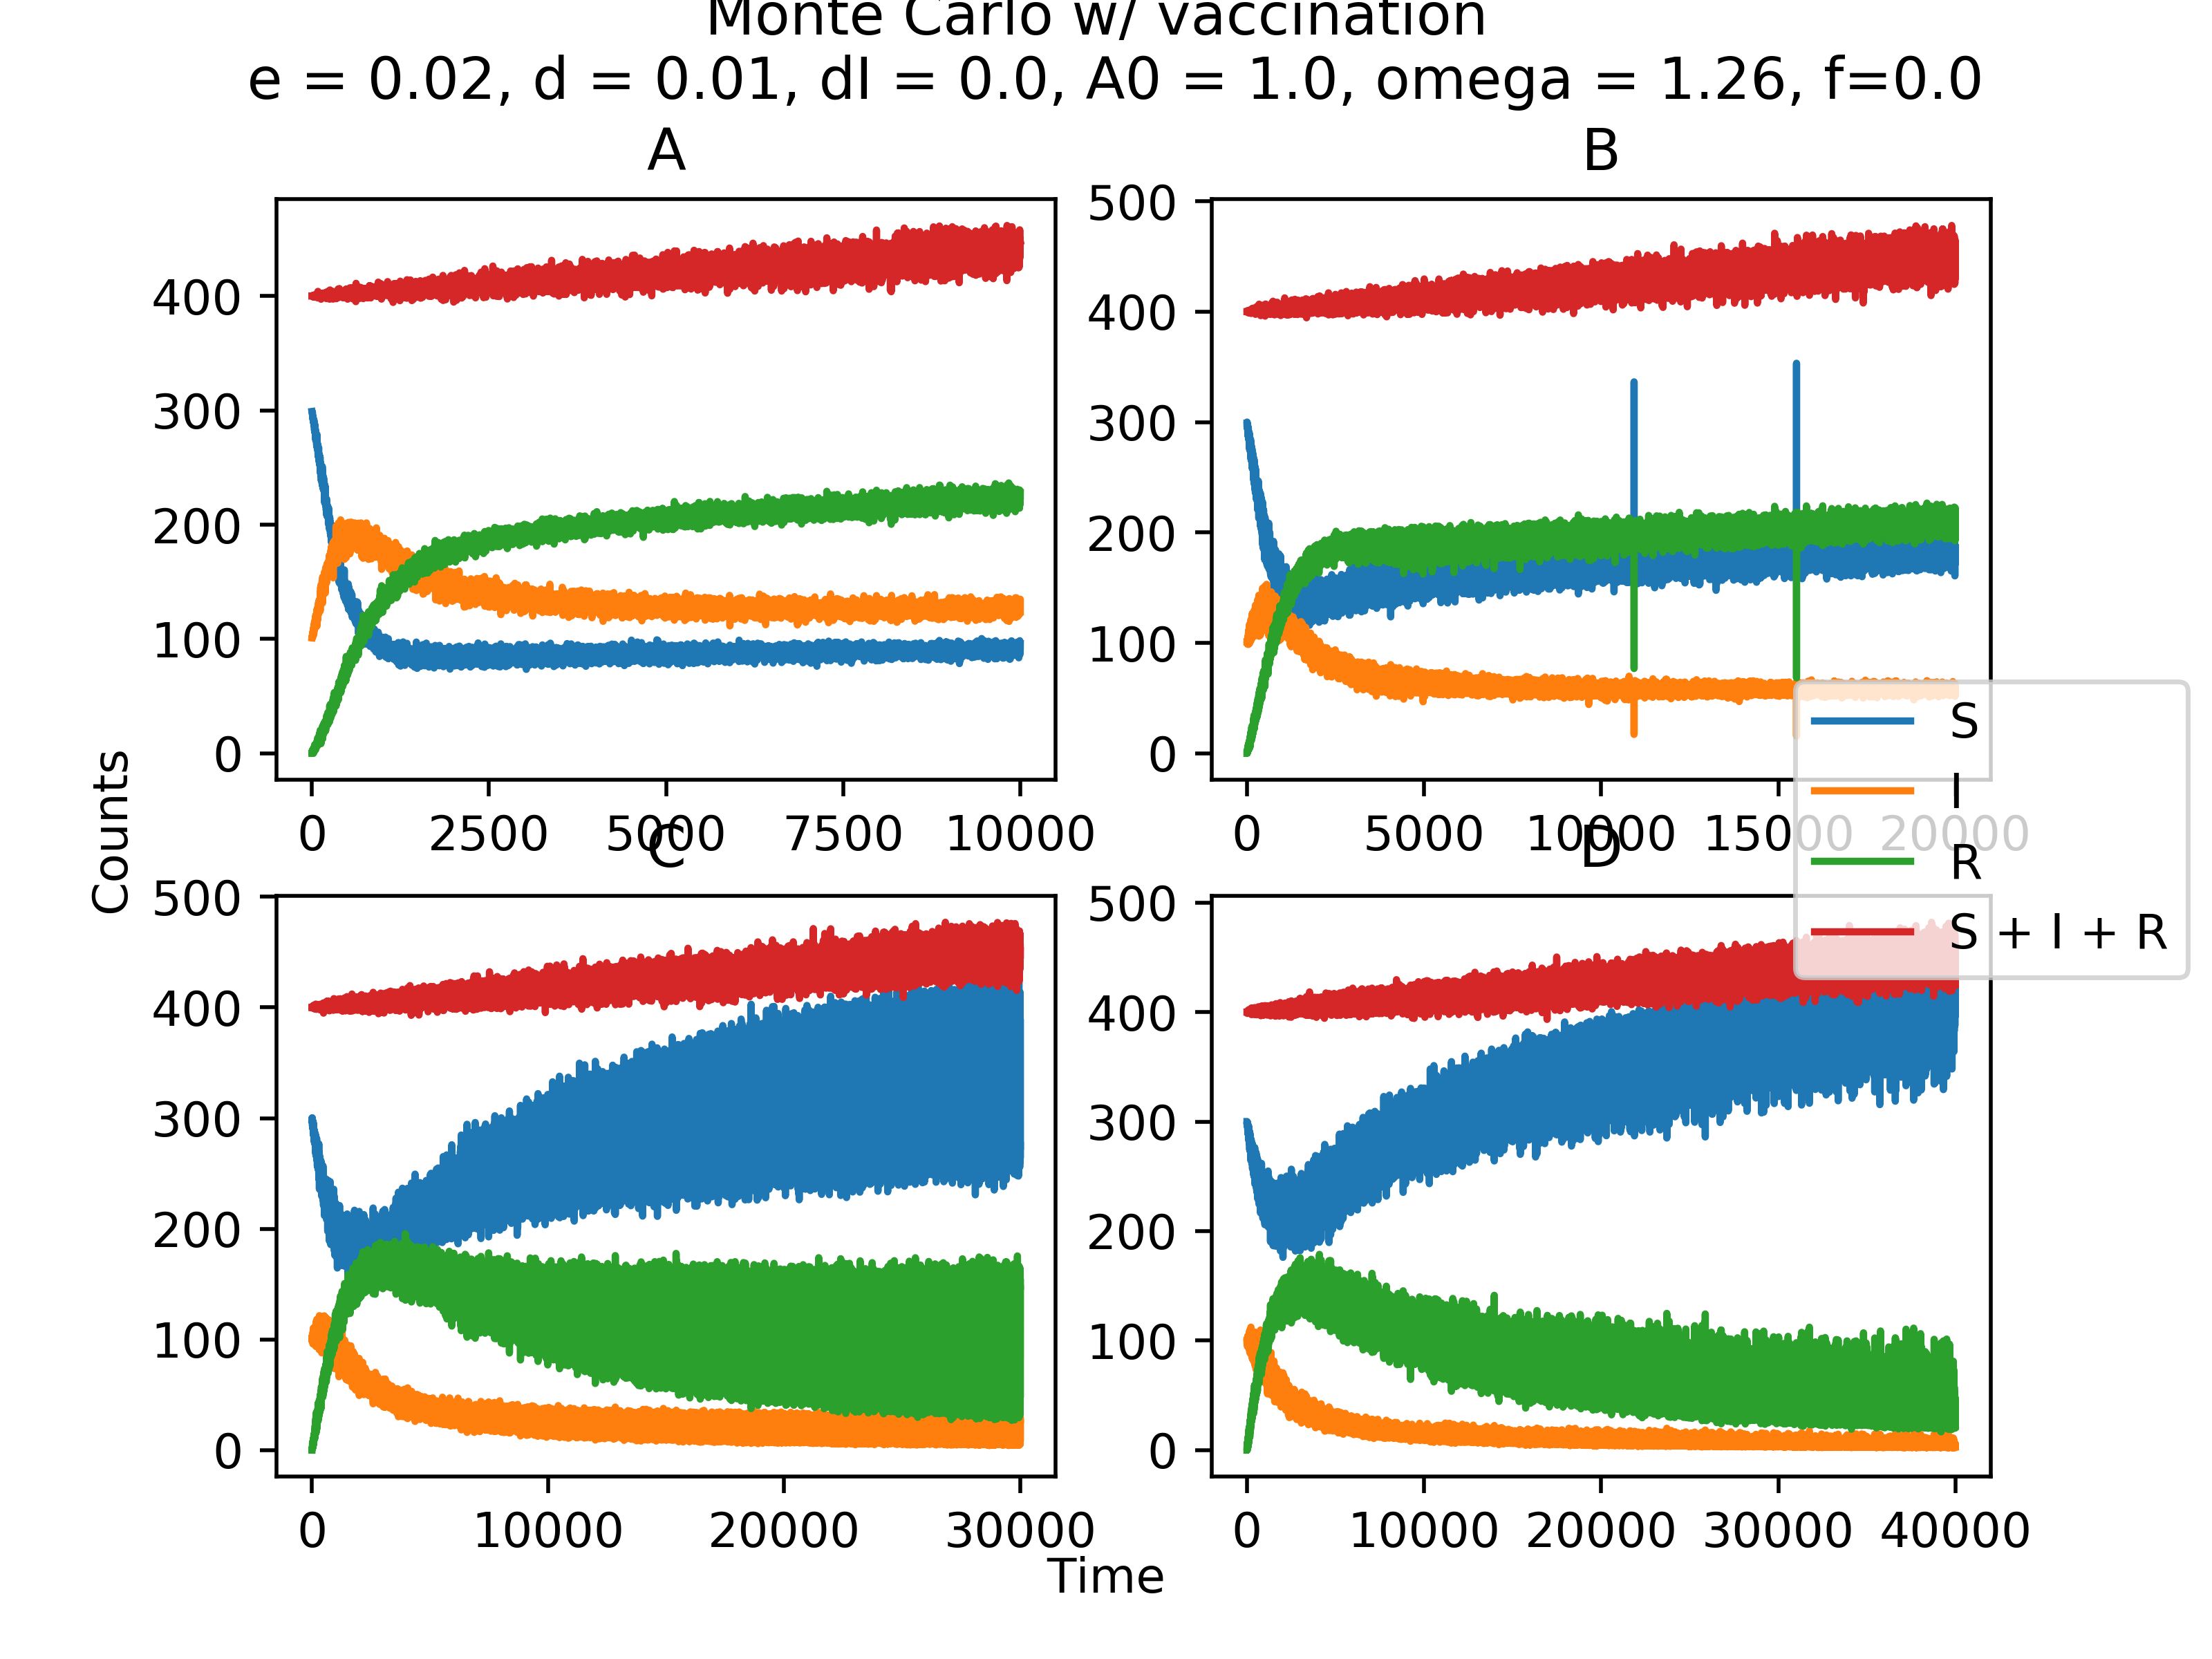 Monte Carlo w/ vaccination
e = 0.02, d = 0.01, dI = 0.0, A0 = 1.0, omega = 1.26, f=0.0
A
B
400
300
200
100
0
0 2500 5000 7500 10000
500
400
300
200
100
0
0 5000 10000 15000 20000
Counts
C
D
500
400
300
200
100
0
0 10000 20000 30000
500
400
300
200
100
0
0 10000 20000 30000 40000
S
I
R
S + I + R
Time